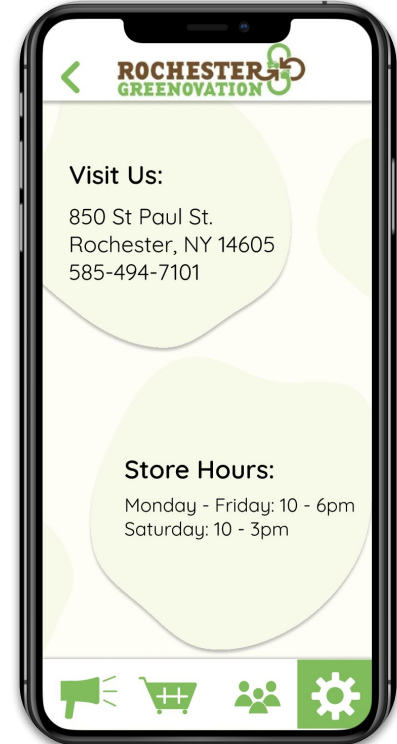 ROCHESTER
GREENOVATION
Visit Us:
850 St Paul St.
Rochester, NY 14605
585-494-7101
Store Hours:
Monday - Friday: 10 - 6pm
Saturday: 10 - 3pm